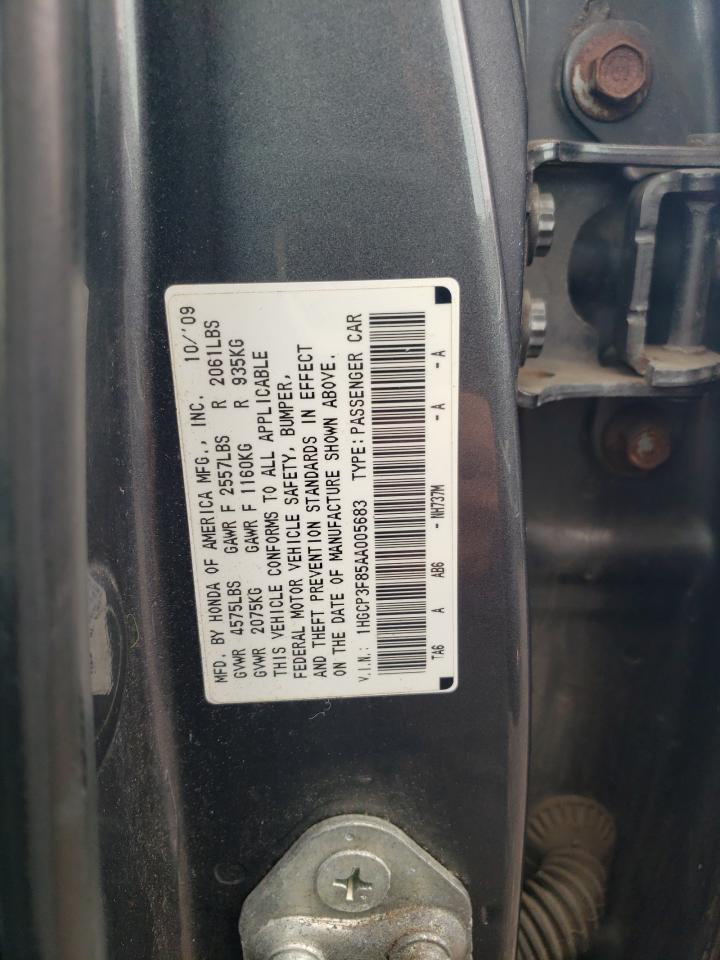 MFD. BY HONDA OF AMERICA MFG., INC. 10/'09
GVWR 4575LBS GAWR F 2557LBS R 2061LBS
GVWR 2075KG GAWR F 1160KG R 935KG
THIS VEHICLE CONFORMS TO ALL APPLICABLE
FEDERAL MOTOR VEHICLE SAFETY, BUMPER,
AND THEFT PREVENTION STANDARDS IN EFFECT
ON THE DATE OF MANUFACTURE SHOWN ABOVE.
V.I.N.: 1HGCP3F85AA005683 TYPE:PASSENGER CAR
TA6 A AB6 - NH737M - A - A